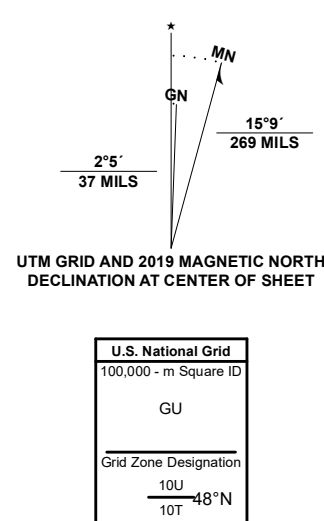 ★
MN
GN
15°9´
269 MILS
2°5´
37 MILS
UTM GRID AND 2019 MAGNETIC NORTH
DECLINATION AT CENTER OF SHEET
U.S. National Grid
100,000 - m Square ID
GU
Grid Zone Designation
10U
48°N
10T